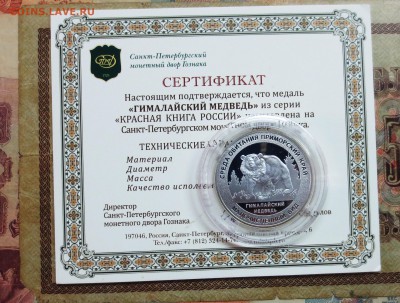 COINS.LAVE.RU
Санкт-Петербургский
монетный двор Гознака
СЕРТИФИКАТ
Настоящим подтверждается, что медаль
«ГИМАЛАЙСКИЙ МЕДВЕДЬ» из серии
«КРАСНАЯ КНИГА РОССИИ» на
Санкт-Петербургском монетном
ТЕХНИЧЕСКИЕ
Материал
Диаметр
Масса
Качество
СРЕДА ОБИТАНИЯ ПРИМОРСКИЙ КРАЙ
ГИМАЛАЙСКИЙ
МЕДВЕДЬ
Директор
Санкт-Петербургского
монетного двора Гознака
197046, Россия, Санкт-Петербург
Тел./факс: +7 (812)